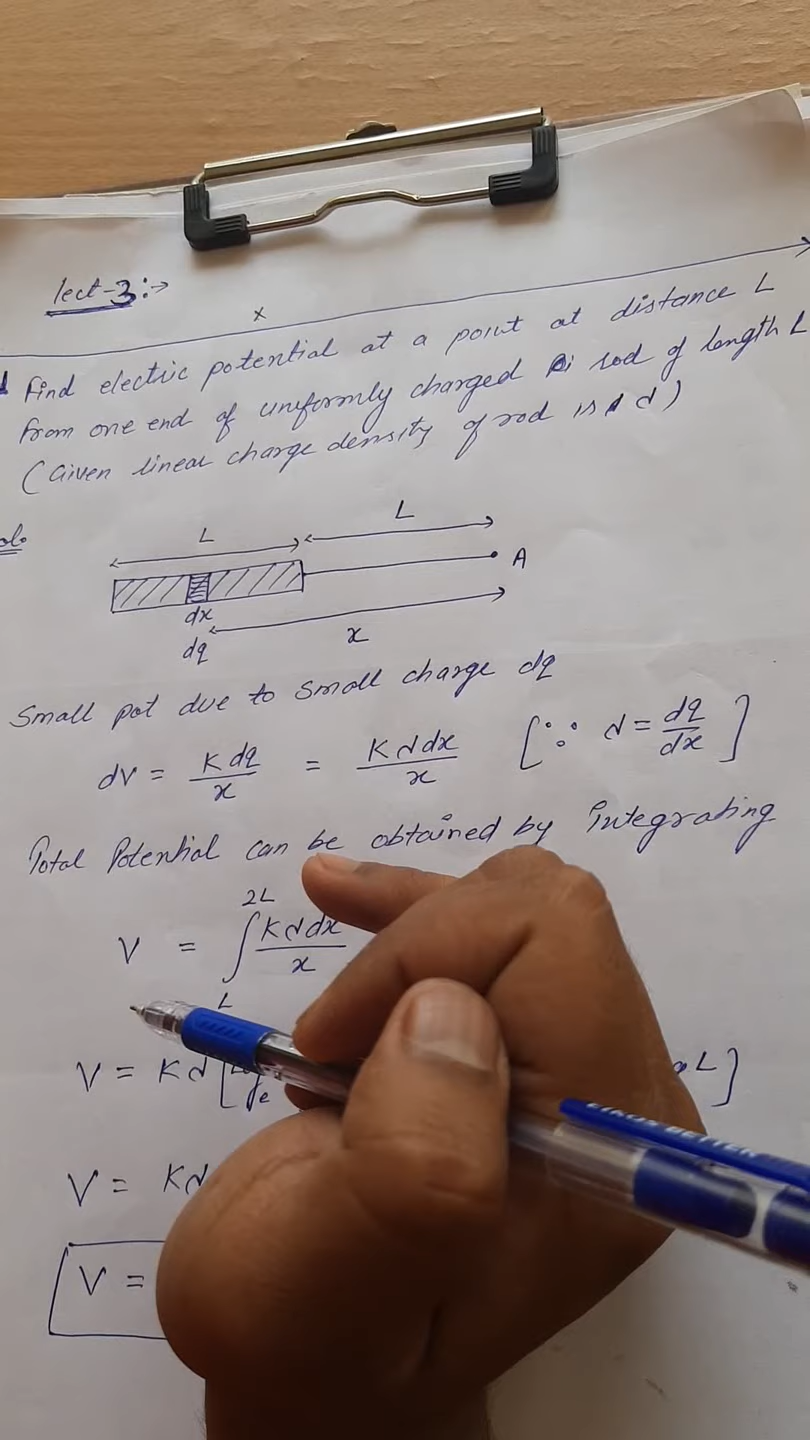 lect-3:→
x
Find electric potential at a point at distance L
from one end of uniformly charged rod of length L
(Given linear charge density of rod is λ)
L
L
A
dx
dq
x
Small pot due to small charge dq
dV = K dq / x = K λ dx / x [∵ λ = dq / dx]
Total Potential can be obtained by integrating
V = ∫ K λ dx / x
2L
L
V = K λ [ L]
V = K λ
V =